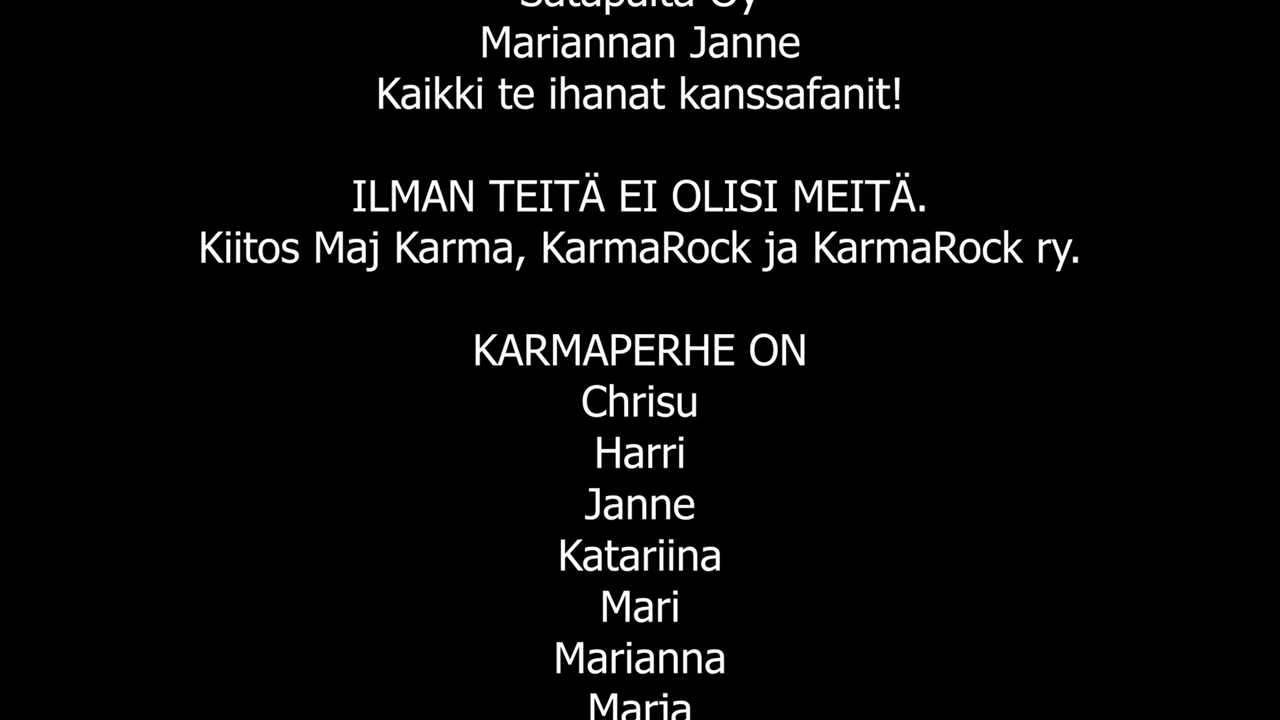 Mariannan Janne
Kaikki te ihanat kanssafanit!
ILMAN TEITÄ EI OLISI MEITÄ.
Kiitos Maj Karma, KarmaRock ja KarmaRock ry.
KARMAPERHE ON
Chrisu
Harri
Janne
Katariina
Mari
Marianna